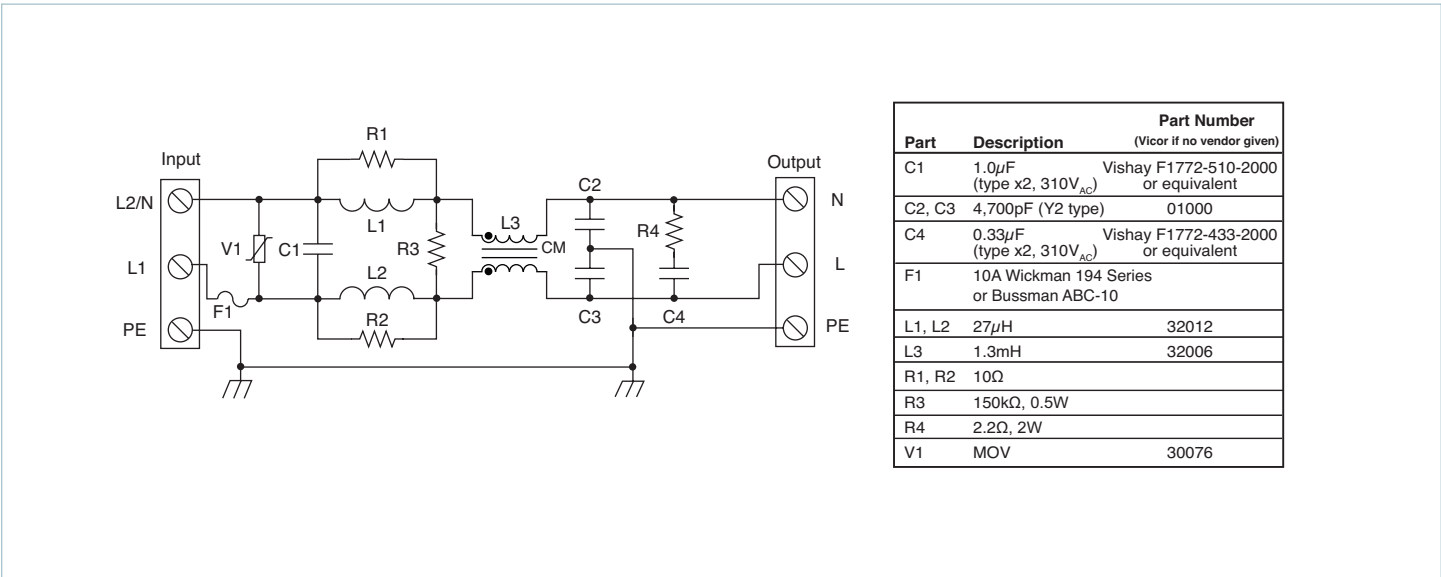 R1
Input
Output
C2
L2/N
N
L1
L3
R4
V1
C1
R3
CM
L2
L1
L
F1
R2
C3
C4
PE
PE
Part Number
Part Description (Vicor if no vendor given)
C1 1.0µF Vishay F1772-510-2000
(type x2, 310VAC) or equivalent
C2, C3 4,700pF (Y2 type) 01000
C4 0.33µF Vishay F1772-433-2000
(type x2, 310VAC) or equivalent
F1 10A Wickman 194 Series
or Bussman ABC-10
L1, L2 27µH 32012
L3 1.3mH 32006
R1, R2 10Ω
R3 150kΩ, 0.5W
R4 2.2Ω, 2W
V1 MOV 30076